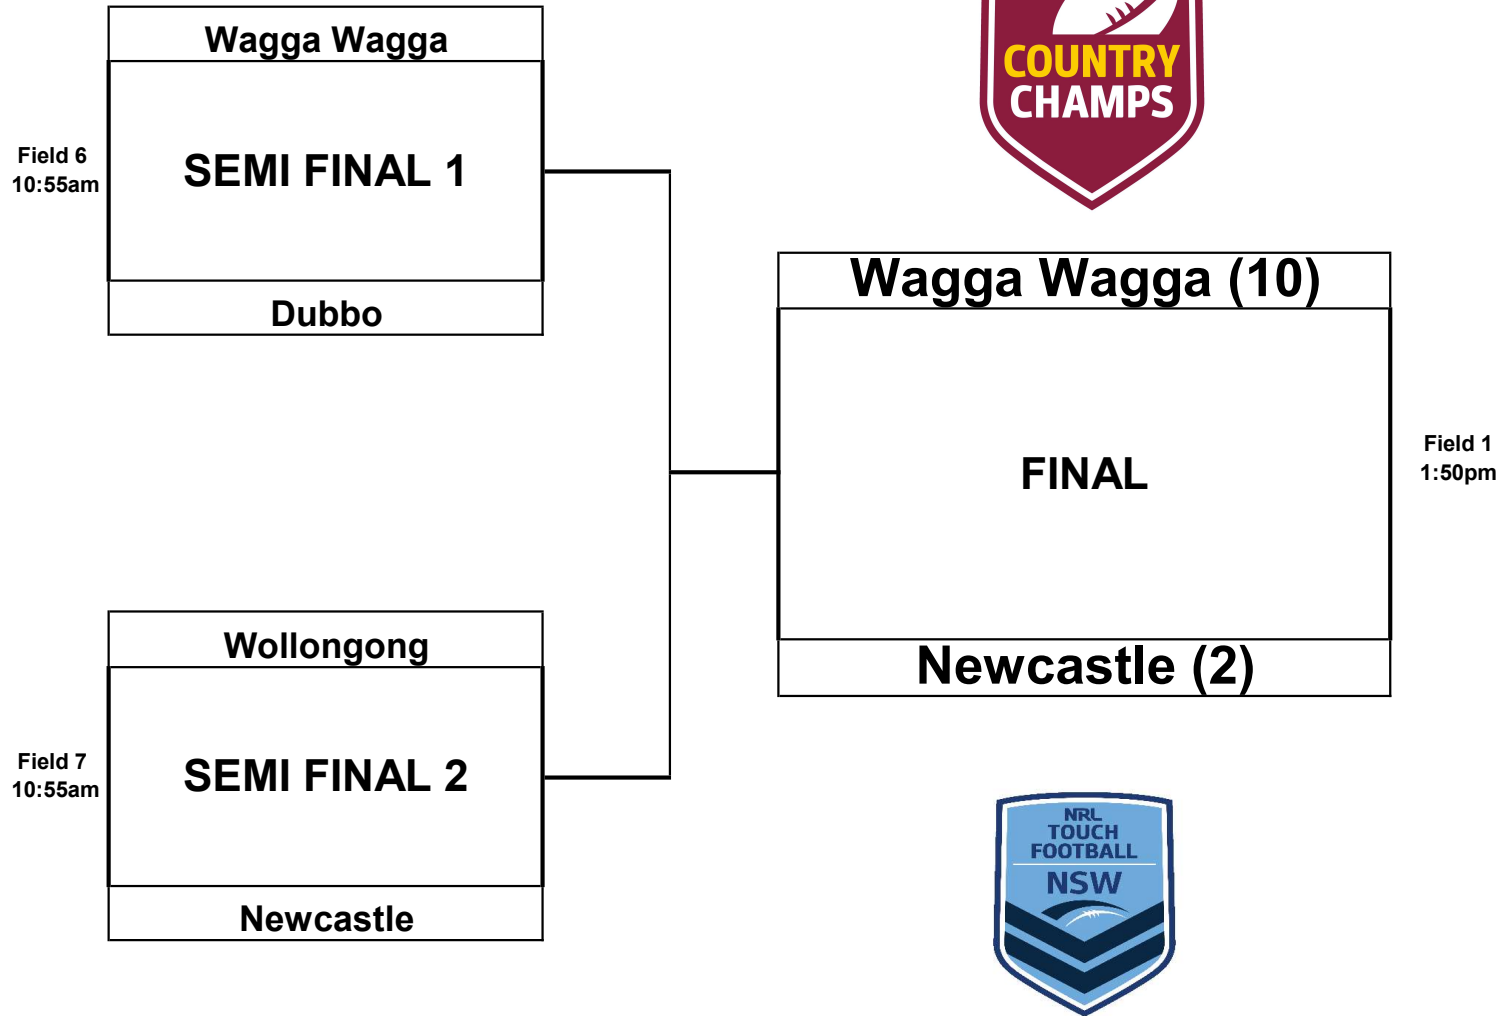 Wagga Wagga
Field 6
10:55am
SEMI FINAL 1
Dubbo
COUNTRY
CHAMPS
Wagga Wagga (10)
FINAL
Field 1
1:50pm
Newcastle (2)
Wollongong
Field 7
10:55am
SEMI FINAL 2
Newcastle
NRL
TOUCH
FOOTBALL
NSW